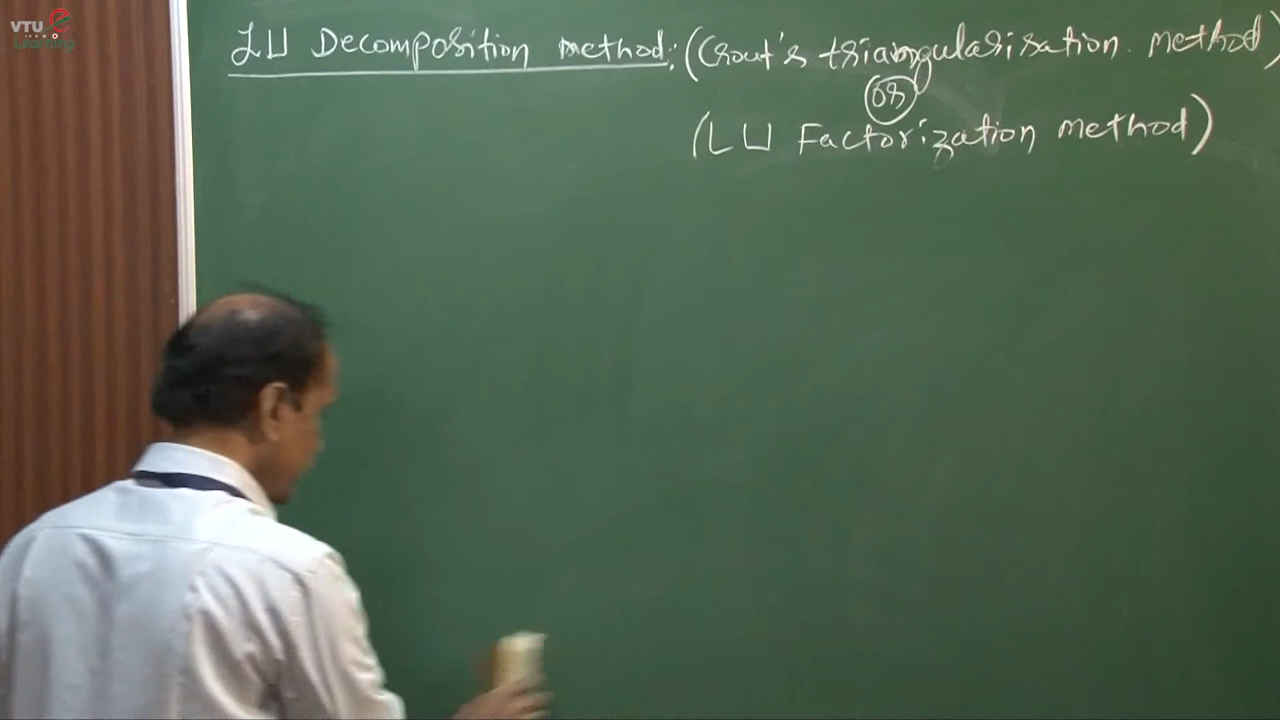 VTU e
Learning
LU Decomposition method: (Crout's triangularisation method)
(or)
(LU Factorization method)